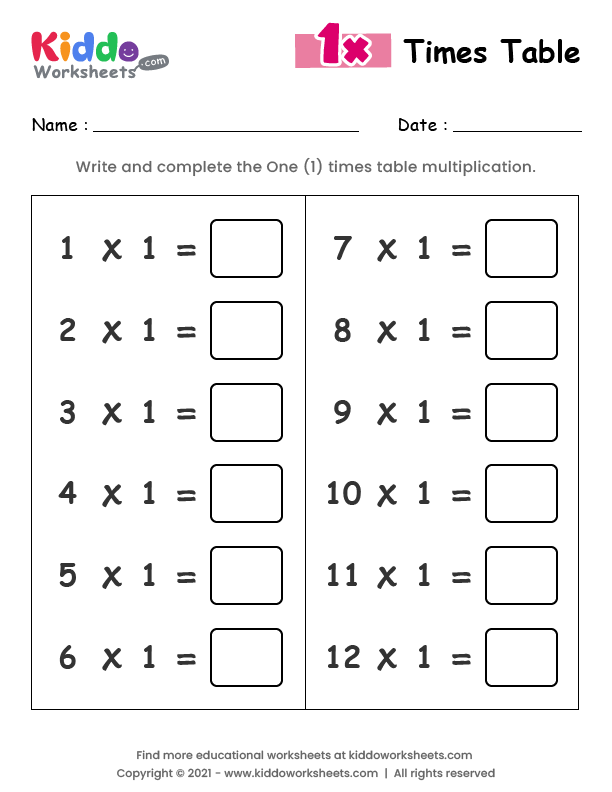 Kiddo
Worksheets.com
1x Times Table
Name : Date :
Write and complete the One (1) times table multiplication.
1 x 1 =
2 x 1 =
3 x 1 =
4 x 1 =
5 x 1 =
6 x 1 =
7 x 1 =
8 x 1 =
9 x 1 =
10 x 1 =
11 x 1 =
12 x 1 =
Find more educational worksheets at kiddoworksheets.com
Copyright © 2021 - www.kiddoworksheets.com | All rights reserved